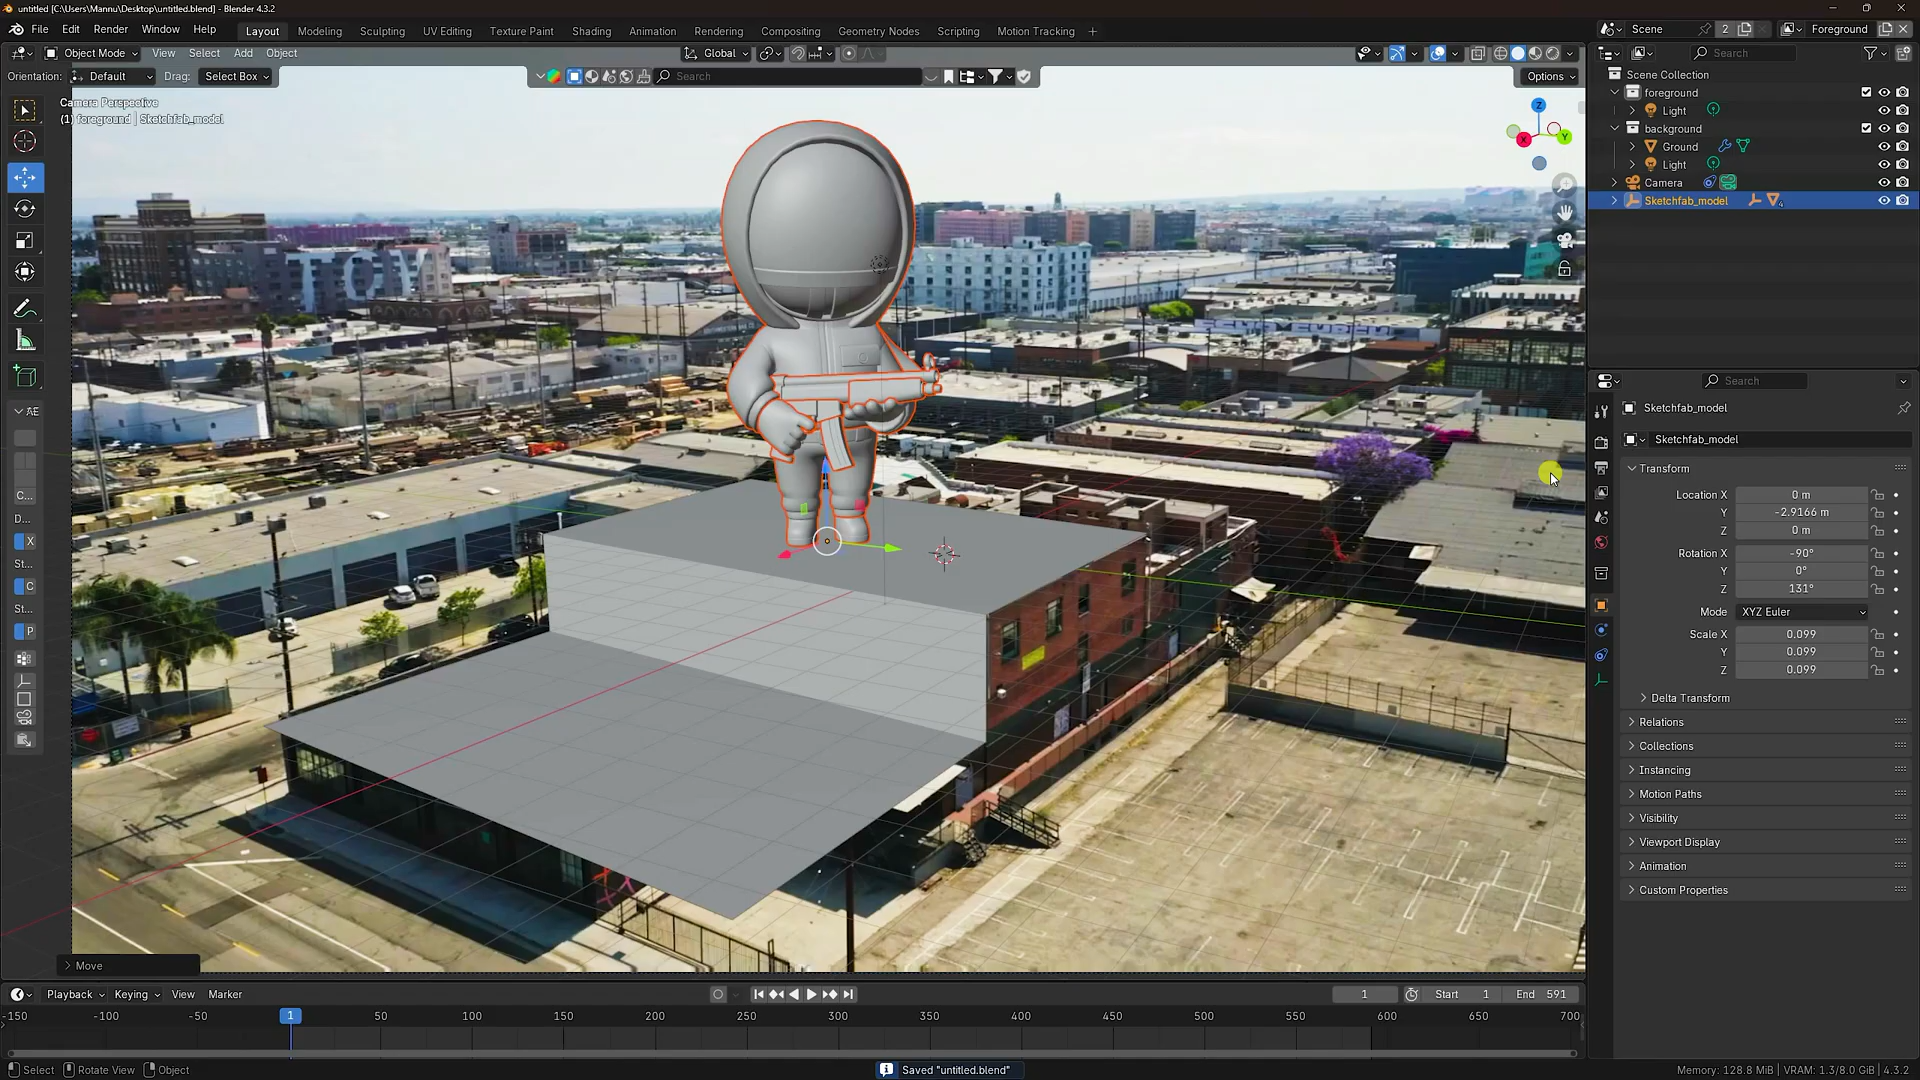 untitled [C:\Users\Mannu\Desktop\untitled.blend] - Blender 4.3.2
File Edit Render Window Help
Layout Modeling Sculpting UV Editing Texture Paint Shading Animation Rendering Compositing Geometry Nodes Scripting Motion Tracking +
Scene 2 Foreground
Object Mode View Select Add Object Global
Search
Orientation: Default Drag: Select Box
Search
Options
Camera Perspective
(1) foreground | Sketchfab_model
Z
X
Y
Scene Collection
foreground
Light
background
Ground
Light
Camera
Sketchfab_model
4
TOY
AE
C...
D...
X
St...
C
St...
P
Search
Sketchfab_model
Sketchfab_model
Transform
Location X 0 m
Y -2.9166 m
Z 0 m
Rotation X -90°
Y 0°
Z 131°
Mode XYZ Euler
Scale X 0.099
Y 0.099
Z 0.099
Delta Transform
Relations
Collections
Instancing
Motion Paths
Visibility
Viewport Display
Animation
Custom Properties
Move
Playback Keying View Marker
1 Start 1 End 591
-150 -100 -50 1 50 100 150 200 250 300 350 400 450 500 550 600 650 700
Select Rotate View Object
Saved "untitled.blend"
Memory: 128.8 MiB | VRAM: 1.3/8.0 GiB | 4.3.2